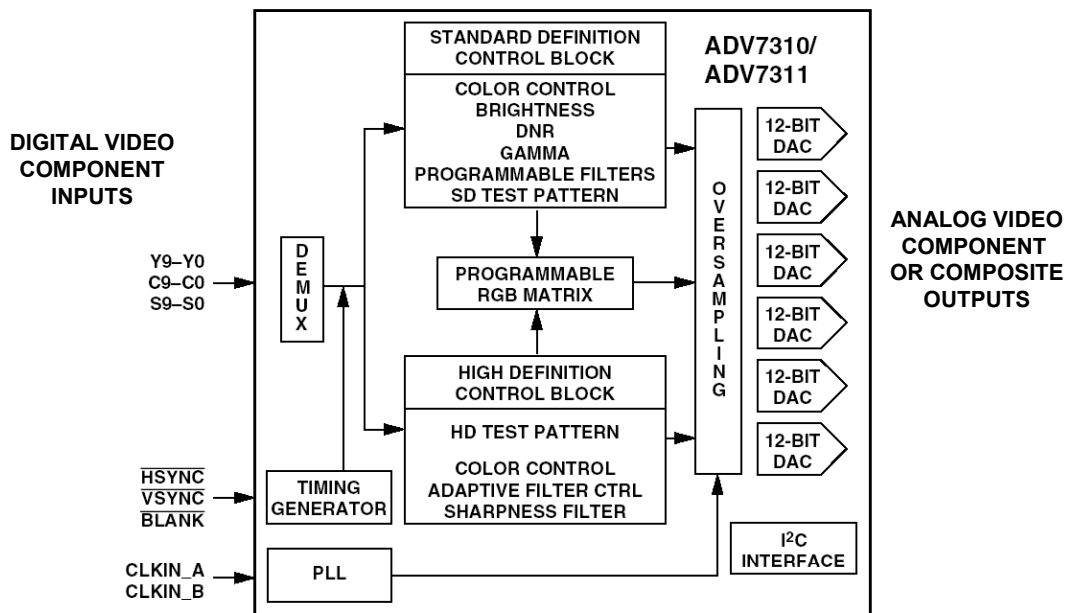 STANDARD DEFINITION
CONTROL BLOCK
COLOR CONTROL
BRIGHTNESS
DNR
GAMMA
PROGRAMMABLE FILTERS
SD TEST PATTERN
ADV7310/
ADV7311
DIGITAL VIDEO
COMPONENT
INPUTS
Y9–Y0
C9–C0
S9–S0
DEMUX
PROGRAMMABLE
RGB MATRIX
HIGH DEFINITION
CONTROL BLOCK
HD TEST PATTERN
COLOR CONTROL
ADAPTIVE FILTER CTRL
SHARPNESS FILTER
OVERSAMPLING
12-BIT
DAC
12-BIT
DAC
12-BIT
DAC
12-BIT
DAC
12-BIT
DAC
12-BIT
DAC
ANALOG VIDEO
COMPONENT
OR COMPOSITE
OUTPUTS
HSYNC
VSYNC
BLANK
TIMING
GENERATOR
CLKIN_A
CLKIN_B
PLL
I²C
INTERFACE